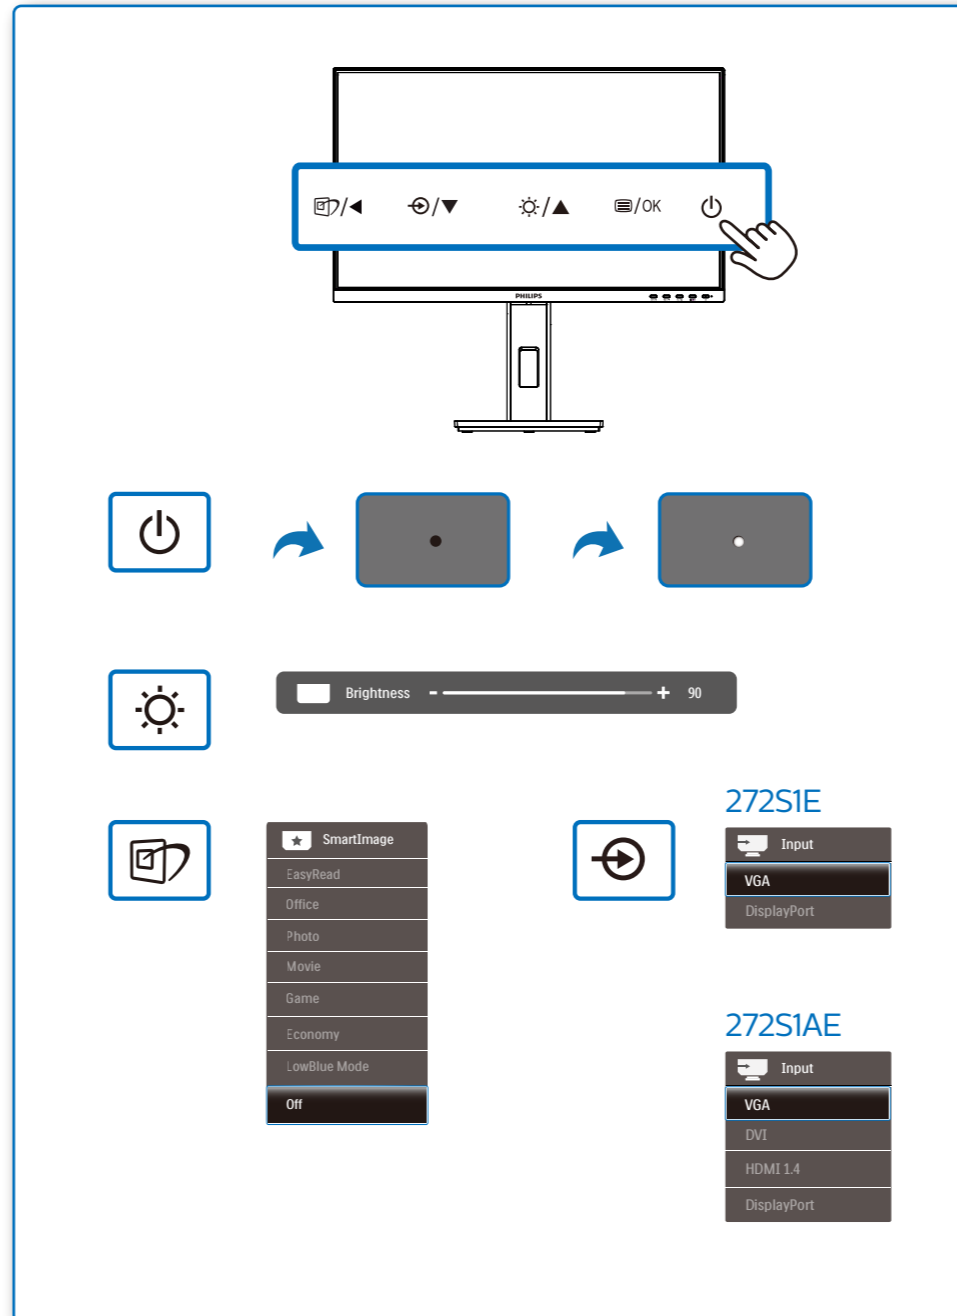 /OK
PHILIPS
Brightness - + 90
SmartImage
EasyRead
Office
Photo
Movie
Game
Economy
LowBlue Mode
Off
272S1E
Input
VGA
DisplayPort
272S1AE
Input
VGA
DVI
HDMI 1.4
DisplayPort